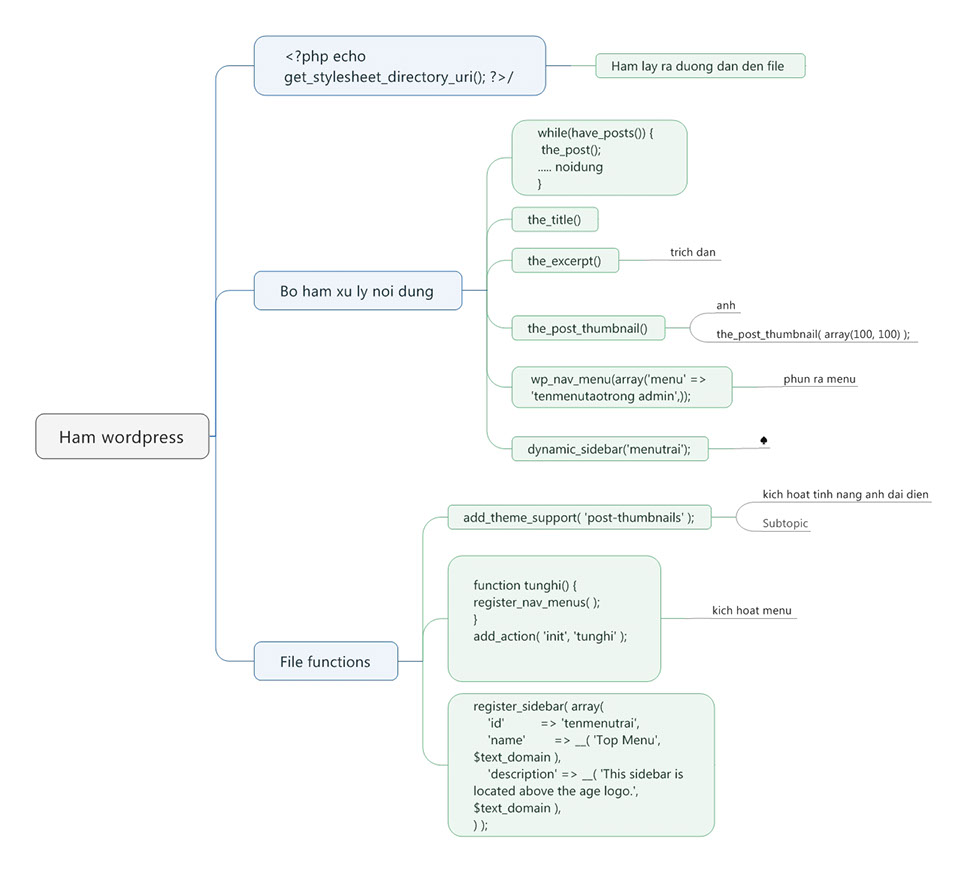 <?php echo
get_stylesheet_directory_uri(); ?>/
Ham lay ra duong dan den file
while(have_posts()) {
the_post();
..... noidung
}
the_title()
the_excerpt()
trich dan
Bo ham xu ly noi dung
the_post_thumbnail()
anh
the_post_thumbnail( array(100, 100) );
wp_nav_menu(array('menu' =>
'tenmenutaotrong admin',));
phun ra menu
dynamic_sidebar('menutrai');
♠
Ham wordpress
add_theme_support( 'post-thumbnails' );
kich hoat tinh nang anh dai dien
Subtopic
function tunghi() {
register_nav_menus( );
}
add_action( 'init', 'tunghi' );
kich hoat menu
File functions
register_sidebar( array(
'id' => 'tenmenutrai',
'name' => __( 'Top Menu',
$text_domain ),
'description' => __( 'This sidebar is
located above the age logo.',
$text_domain ),
) );